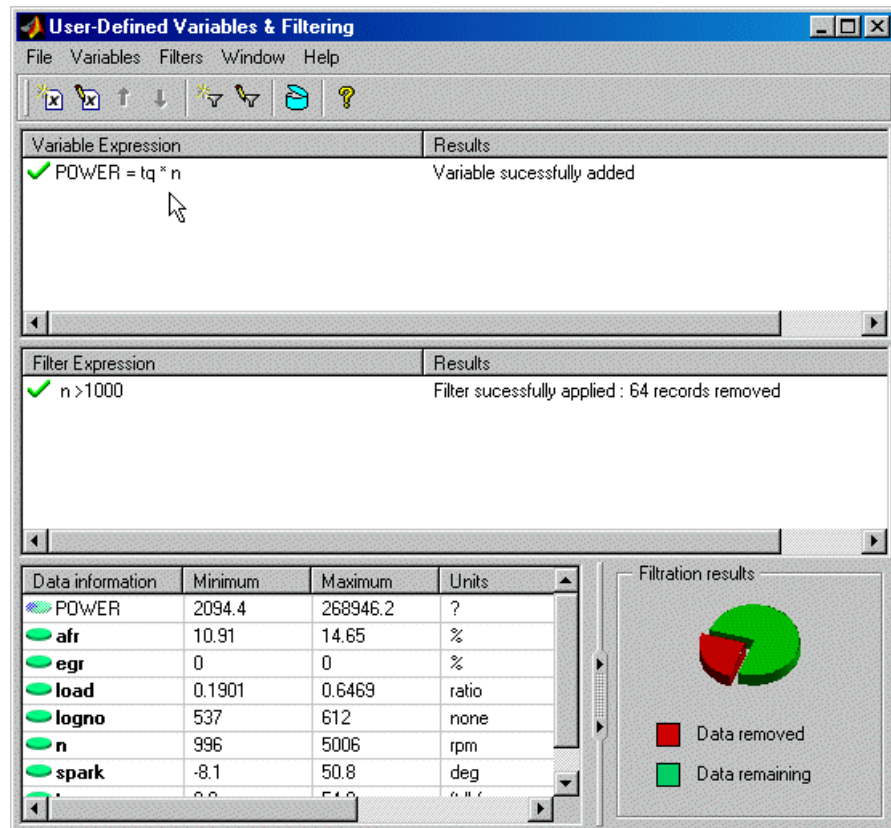 User-Defined Variables & Filtering
File Variables Filters Window Help
Variable Expression Results
POWER = tq * n Variable sucessfully added
Filter Expression Results
n >1000 Filter sucessfully applied : 64 records removed
Data information Minimum Maximum Units
POWER 2094.4 268946.2 ?
afr 10.91 14.65 %
egr 0 0 %
load 0.1901 0.6469 ratio
logno 537 612 none
n 996 5006 rpm
spark -8.1 50.8 deg
Filtration results
Data removed
Data remaining